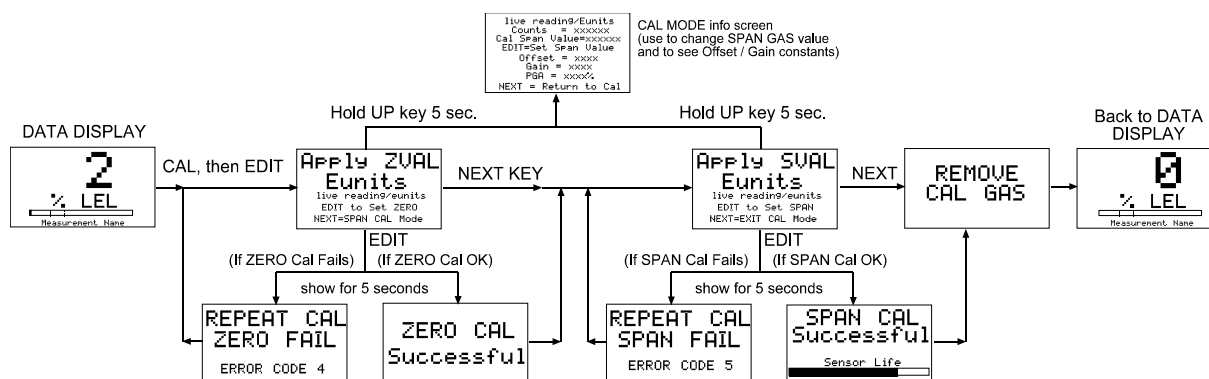 live reading/Eunits
Counts = xxxxxx
Cal Span Value=xxxxxx
EDIT=Set Span Value
Offset = xxxx
Gain = xxxx
PGA = xxxx%
NEXT = Return to Cal
CAL MODE info screen
(use to change SPAN GAS value
and to see Offset / Gain constants)
Hold UP key 5 sec.
Hold UP key 5 sec.
DATA DISPLAY
2
% LEL
Measurement Name
CAL, then EDIT
Apply ZVAL
Eunits
live reading/eunits
EDIT to Set ZERO
NEXT=SPAN CAL Mode
NEXT KEY
Apply SVAL
Eunits
live reading/eunits
EDIT to Set SPAN
NEXT=EXIT CAL Mode
NEXT
REMOVE
CAL GAS
Back to DATA
DISPLAY
0
% LEL
Measurement Name
EDIT
(If ZERO Cal Fails)
(If ZERO Cal OK)
show for 5 seconds
REPEAT CAL
ZERO FAIL
ERROR CODE 4
ZERO CAL
Successful
EDIT
(If SPAN Cal Fails)
(If SPAN Cal OK)
show for 5 seconds
REPEAT CAL
SPAN FAIL
ERROR CODE 5
SPAN CAL
Successful
Sensor Life